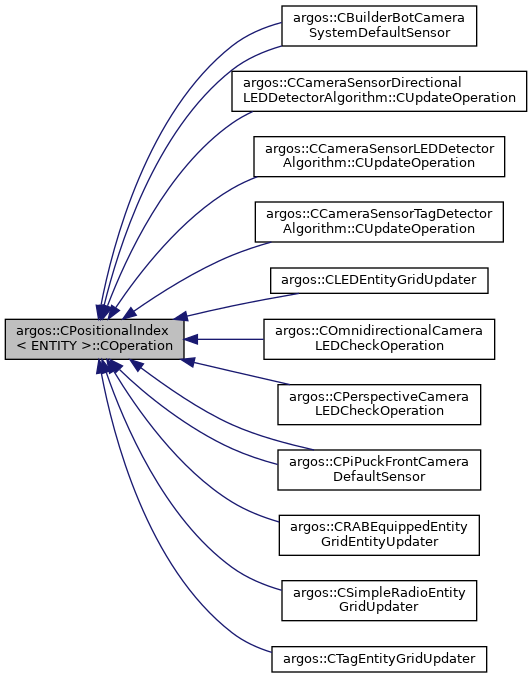 argos::CBuilderBotCamera
SystemDefaultSensor
argos::CCameraSensorDirectional
LEDDetectorAlgorithm::CUpdateOperation
argos::CCameraSensorLEDDetector
Algorithm::CUpdateOperation
argos::CCameraSensorTagDetector
Algorithm::CUpdateOperation
argos::CLEDEntityGridUpdater
argos::CPositionalIndex
< ENTITY >::COperation
argos::COmnidirectionalCamera
LEDCheckOperation
argos::CPerspectiveCamera
LEDCheckOperation
argos::CPiPuckFrontCamera
DefaultSensor
argos::CRABEquippedEntity
GridEntityUpdater
argos::CSimpleRadioEntity
GridUpdater
argos::CTagEntityGridUpdater